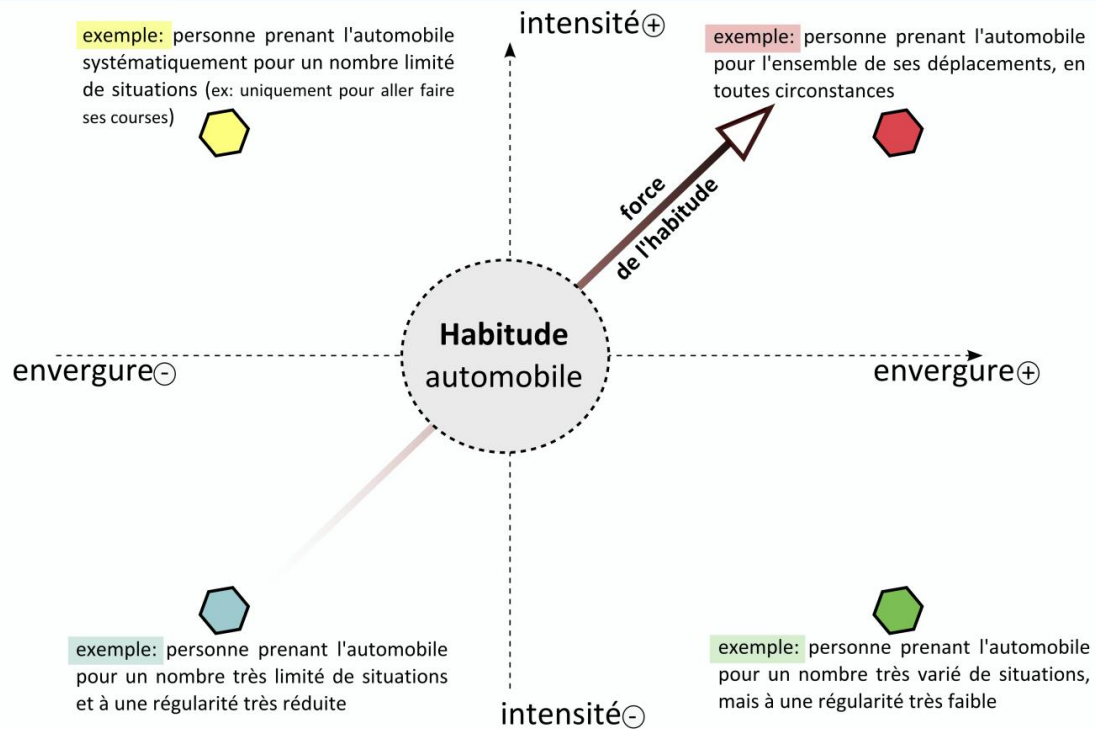 intensité⊕
exemple: personne prenant l'automobile
systématiquement pour un nombre limité
de situations (ex: uniquement pour aller faire
ses courses)
exemple: personne prenant l'automobile
pour l'ensemble de ses déplacements, en
toutes circonstances
force
de l'habitude
Habitude
automobile
envergure⊖
envergure⊕
exemple: personne prenant l'automobile
pour un nombre très limité de situations
et à une régularité très réduite
exemple: personne prenant l'automobile
pour un nombre très varié de situations,
mais à une régularité très faible
intensité⊖